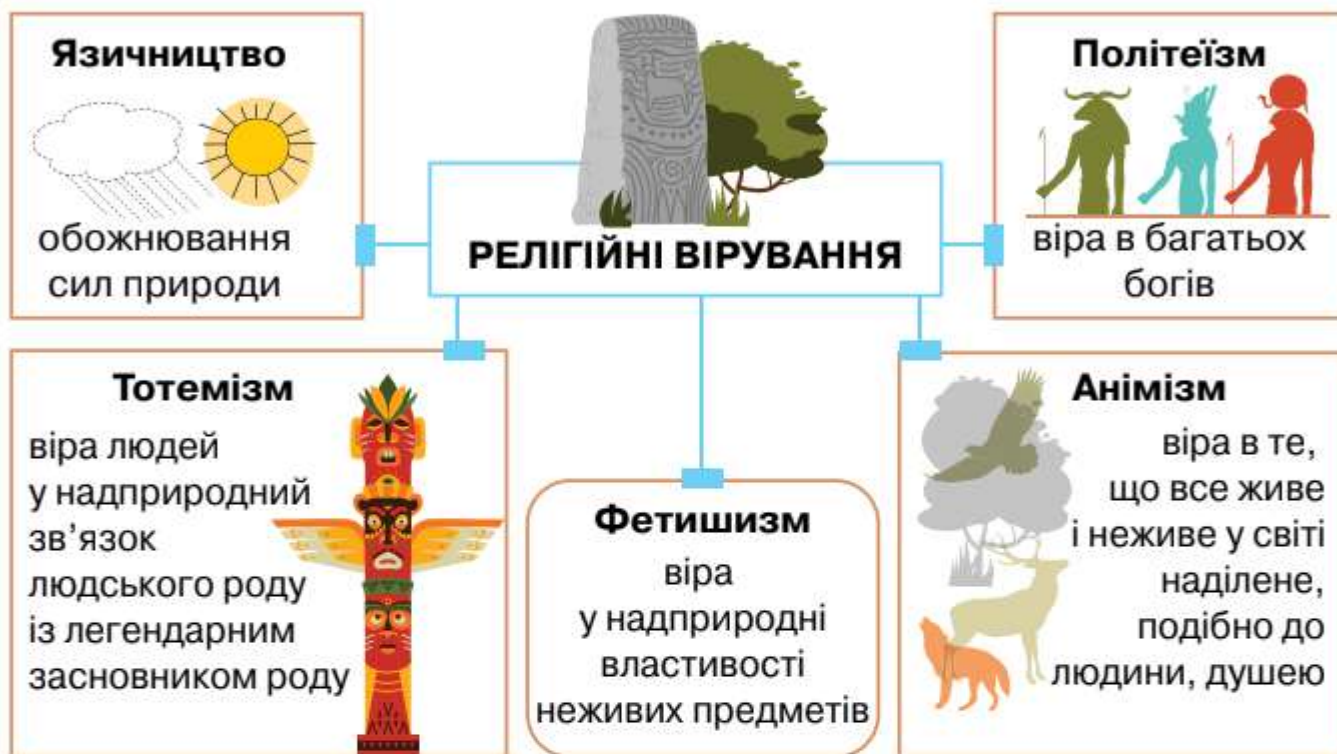 Язичництво
обожнювання
сил природи
РЕЛІГІЙНІ ВІРУВАННЯ
Політеїзм
віра в багатьох
богів
Тотемізм
віра людей
у надприродний
зв’язок
людського роду
із легендарним
засновником роду
Фетишизм
віра
у надприродні
властивості
неживих предметів
Анімізм
віра в те,
що все живе
і неживе у світі
наділене,
подібно до
людини, душею